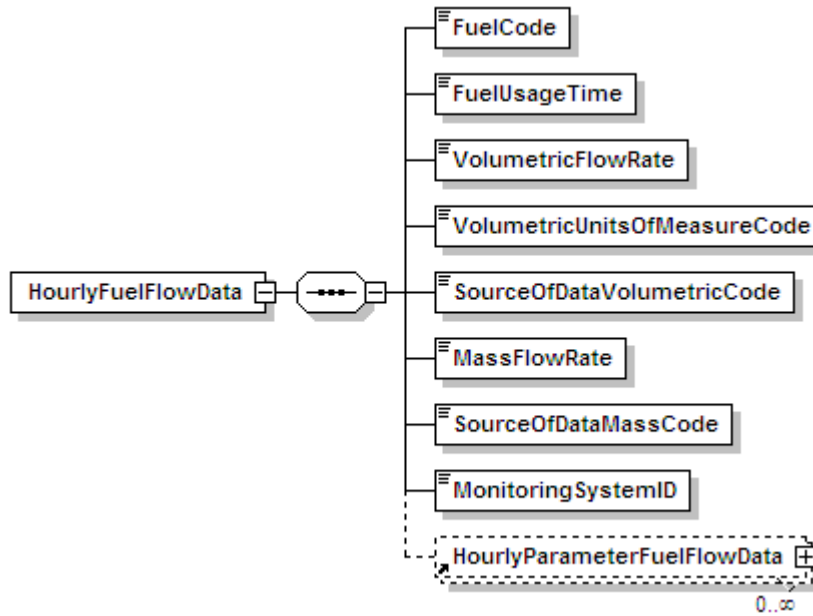 FuelCode
FuelUsageTime
VolumetricFlowRate
VolumetricUnitsOfMeasureCode
HourlyFuelFlowData
SourceOfDataVolumetricCode
MassFlowRate
SourceOfDataMassCode
MonitoringSystemID
HourlyParameterFuelFlowData
0..∞